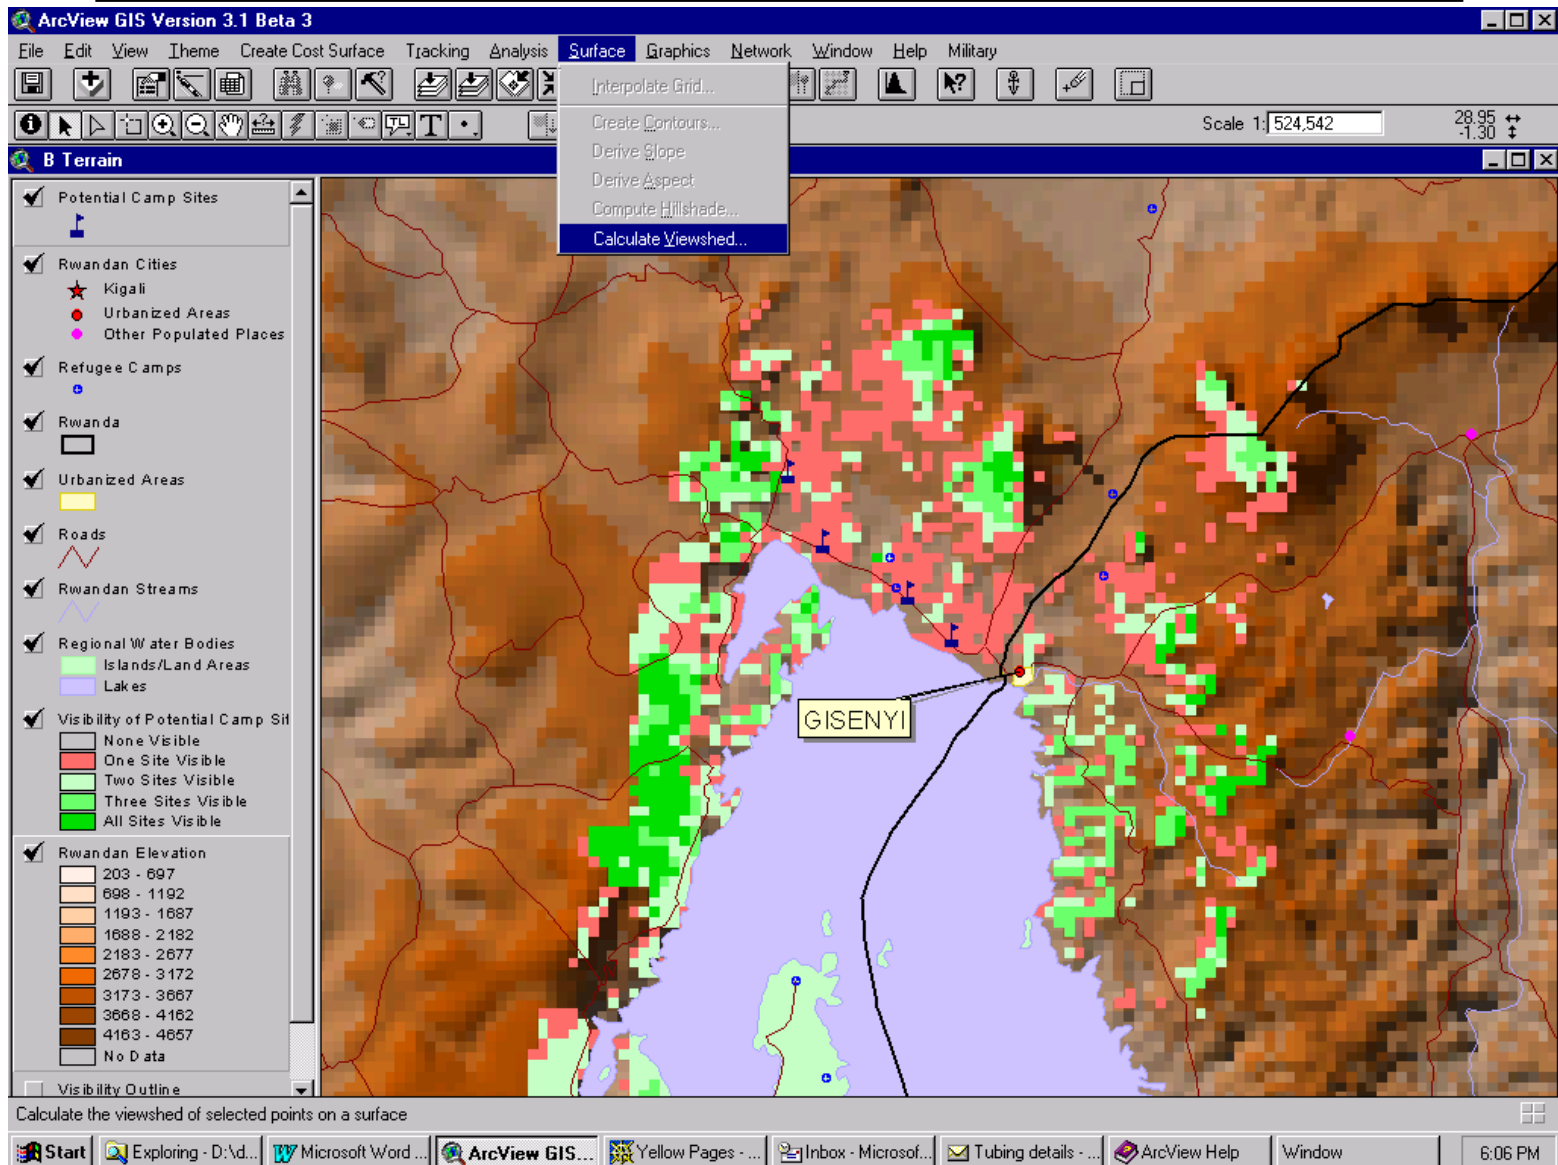 ArcView GIS Version 3.1 Beta 3
File Edit View Theme Create Cost Surface Tracking Analysis Surface Graphics Network Window Help Military
Interpolate Grid...
Create Contours...
Derive Slope
Derive Aspect
Compute Hillshade...
Calculate Viewshed...
Scale 1: 524,542
28.95
-1.30
B Terrain
Potential Camp Sites
Rwandan Cities
Kigali
Urbanized Areas
Other Populated Places
Refugee Camps
Rwanda
Urbanized Areas
Roads
Rwandan Streams
Regional Water Bodies
Islands/Land Areas
Lakes
Visibility of Potential Camp Sit
None Visible
One Site Visible
Two Sites Visible
Three Sites Visible
All Sites Visible
Rwandan Elevation
203 - 697
698 - 1192
1193 - 1687
1688 - 2182
2183 - 2677
2678 - 3172
3173 - 3667
3668 - 4162
4163 - 4657
No Data
Visibility Outline
GISENYI
Calculate the viewshed of selected points on a surface
Start Exploring - D:\d... Microsoft Word ... ArcView GIS... Yellow Pages - ... Inbox - Microsof... Tubing details - ... ArcView Help Window 6:06 PM